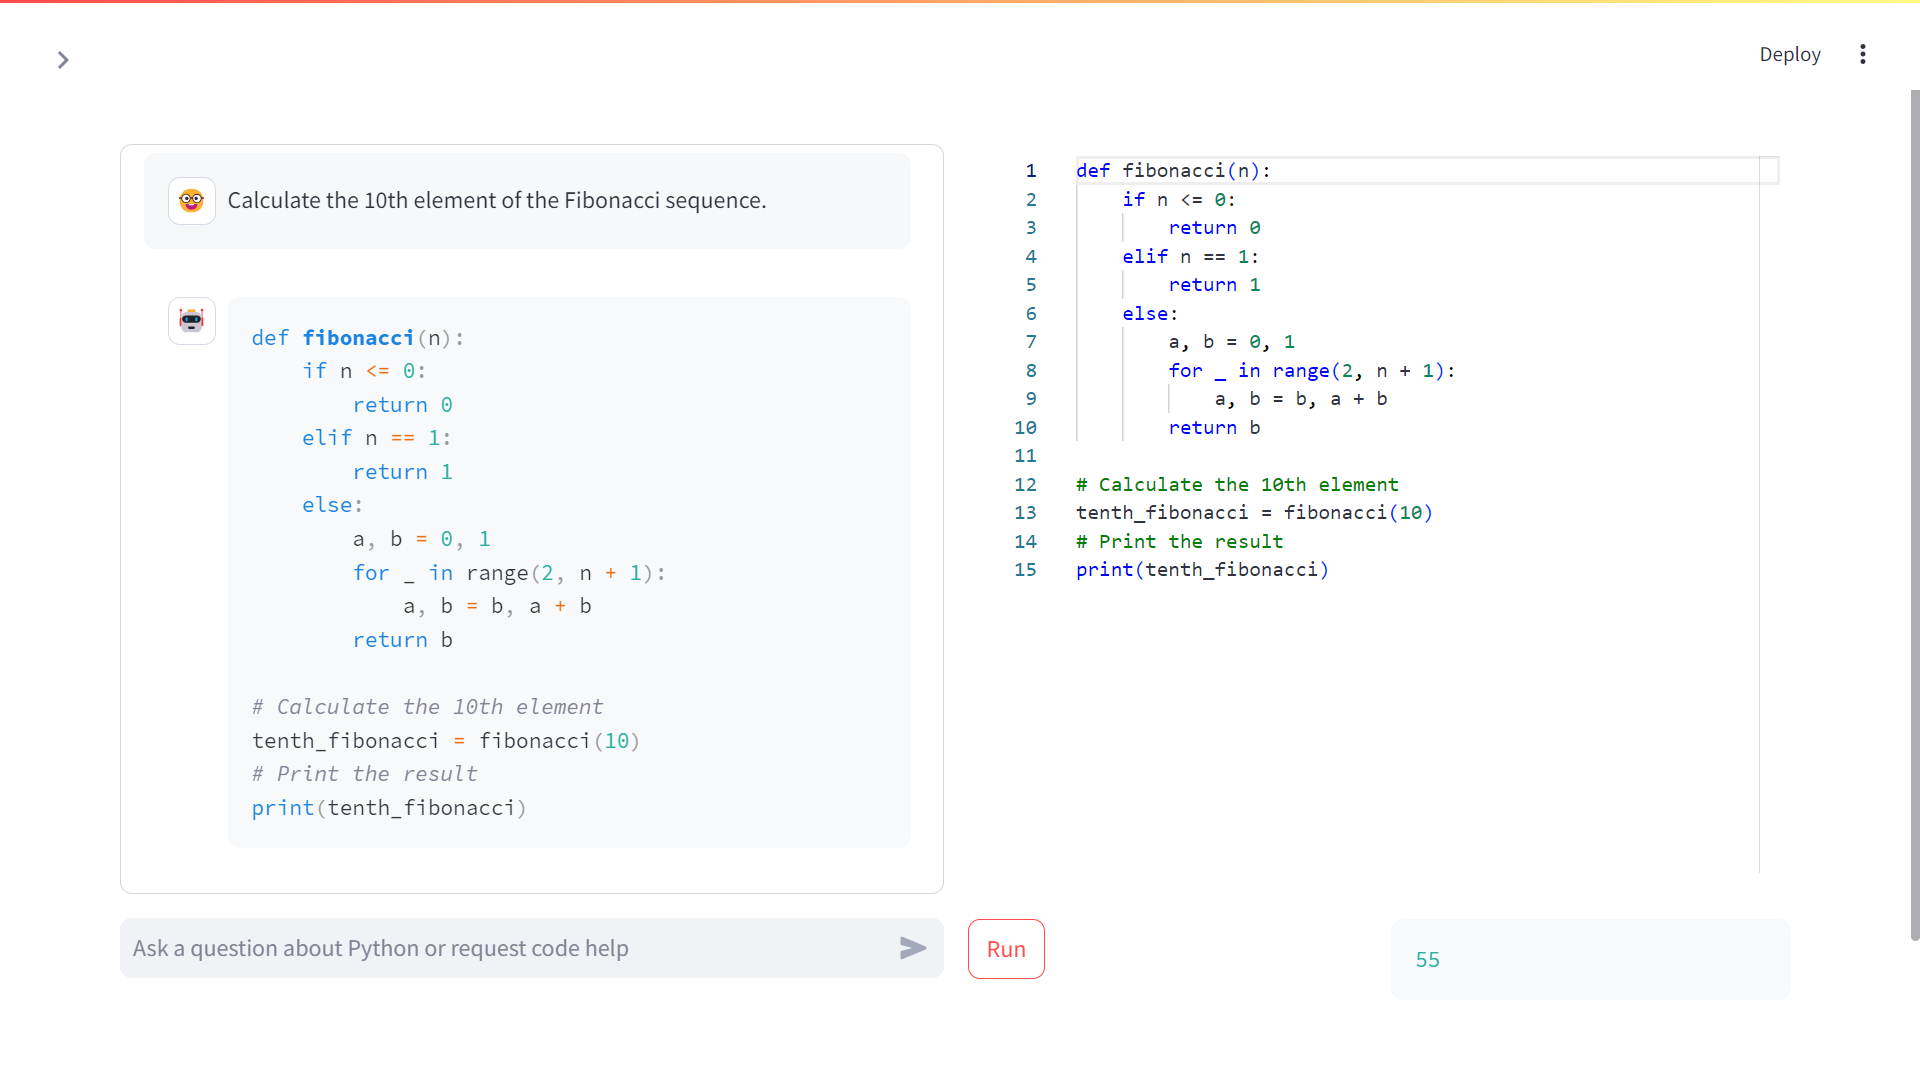 Deploy
Calculate the 10th element of the Fibonacci sequence.
def fibonacci(n):
    if n <= 0:
        return 0
    elif n == 1:
        return 1
    else:
        a, b = 0, 1
        for _ in range(2, n + 1):
            a, b = b, a + b
        return b

# Calculate the 10th element
tenth_fibonacci = fibonacci(10)
# Print the result
print(tenth_fibonacci)
Ask a question about Python or request code help
1 def fibonacci(n):
2     if n <= 0:
3         return 0
4     elif n == 1:
5         return 1
6     else:
7         a, b = 0, 1
8         for _ in range(2, n + 1):
9             a, b = b, a + b
10         return b
11
12 # Calculate the 10th element
13 tenth_fibonacci = fibonacci(10)
14 # Print the result
15 print(tenth_fibonacci)
Run
55